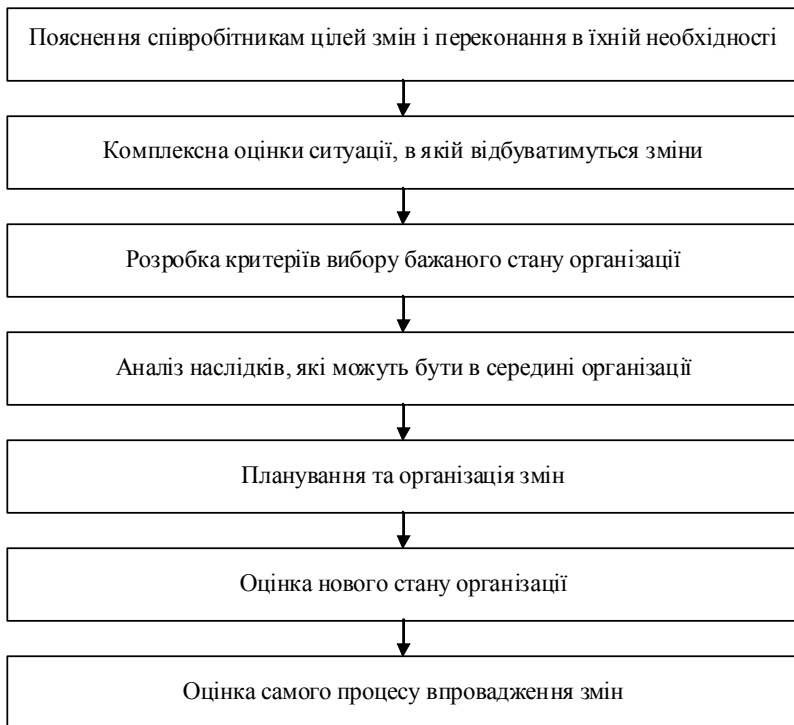 Пояснення співробітникам цілей змін і переконання в їхній необхідності
Комплексна оцінки ситуації, в якій відбуватимуться зміни
Розробка критеріїв вибору бажаного стану організації
Аналіз наслідків, які можуть бути в середині організації
Планування та організація змін
Оцінка нового стану організації
Оцінка самого процесу впровадження змін